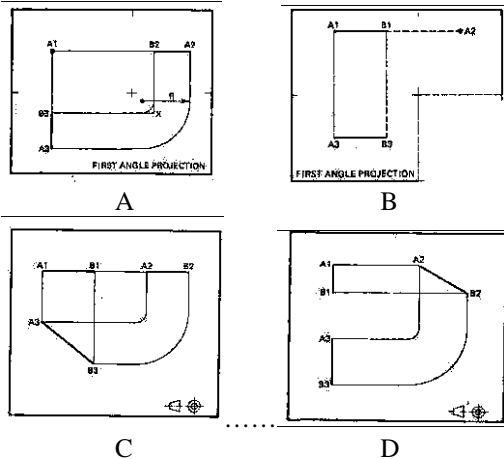 A1 B2 A2
B3 X
A3
FIRST ANGLE PROJECTION
A
A1 B1 A2
A3 B3
FIRST ANGLE PROJECTION
B
A1 B1 A2 B2
A3
B3
C
......
A1 A2
B1 B2
A3
B3
D